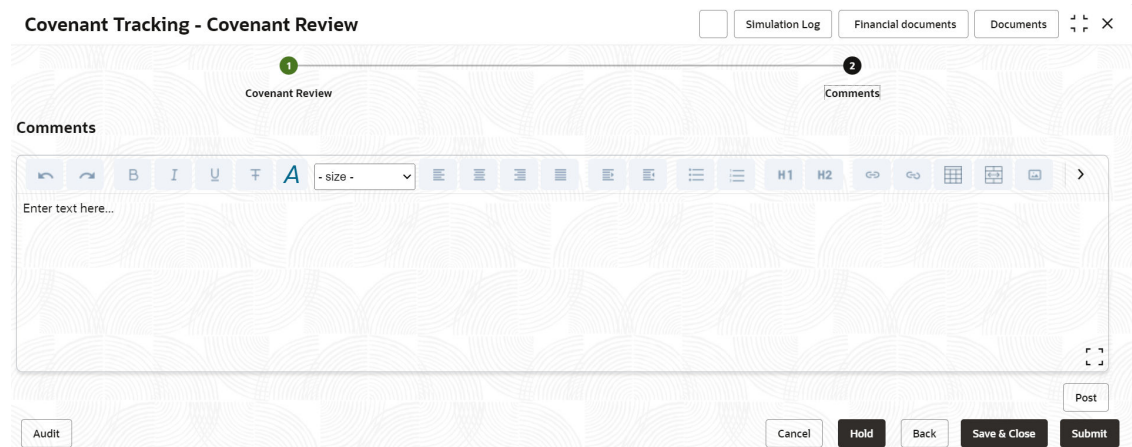 Covenant Tracking - Covenant Review
Simulation Log
Financial documents
Documents
1
2
Covenant Review
Comments
Comments
B I U T A - size - H1 H2
Enter text here...
Post
Audit
Cancel
Hold
Back
Save & Close
Submit